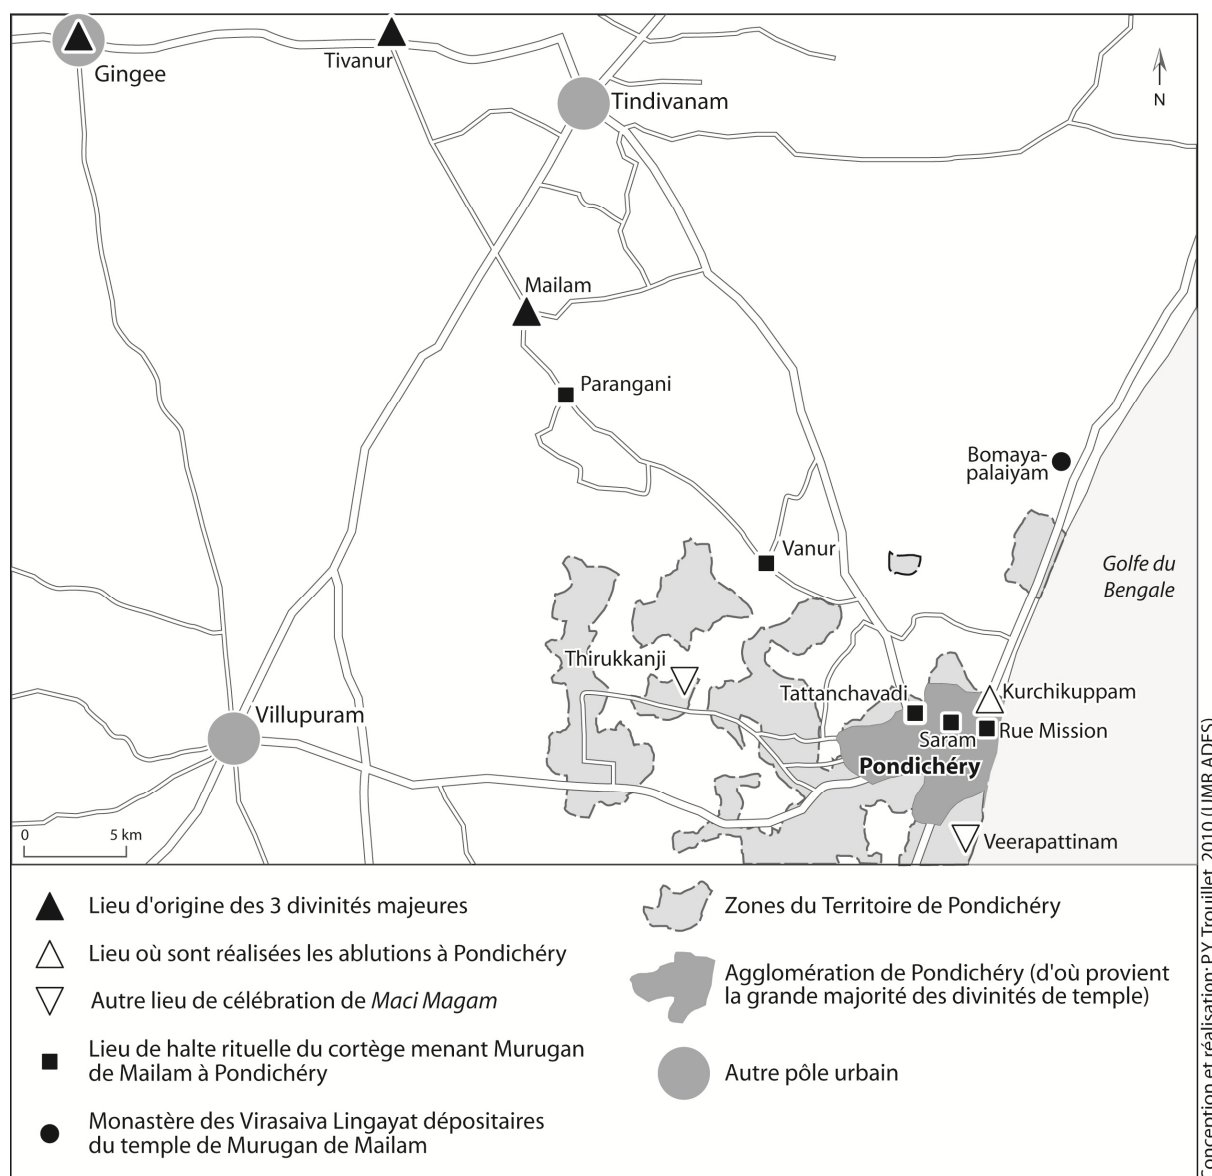 Gingee
Tivanur
Tindivanam
N
Mailam
Parangani
Bomaya-
palaiyam
Vanur
Golfe du
Bengale
Thirukkanji
Tattanchavadi
Kurchikuppam
Saram
Rue Mission
Pondichéry
Villupuram
Veerapattinam
0 5 km
Lieu d'origine des 3 divinités majeures
Lieu où sont réalisées les ablutions à Pondichéry
Autre lieu de célébration de Maci Magam
Lieu de halte rituelle du cortège menant Murugan
de Mailam à Pondichéry
Monastère des Virasaiva Lingayat dépositaires
du temple de Murugan de Mailam
Zones du Territoire de Pondichéry
Agglomération de Pondichéry (d'où provient
la grande majorité des divinités de temple)
Autre pôle urbain
Conception et réalisation: P.Y. Trouillet, 2010 (UMR ADES)